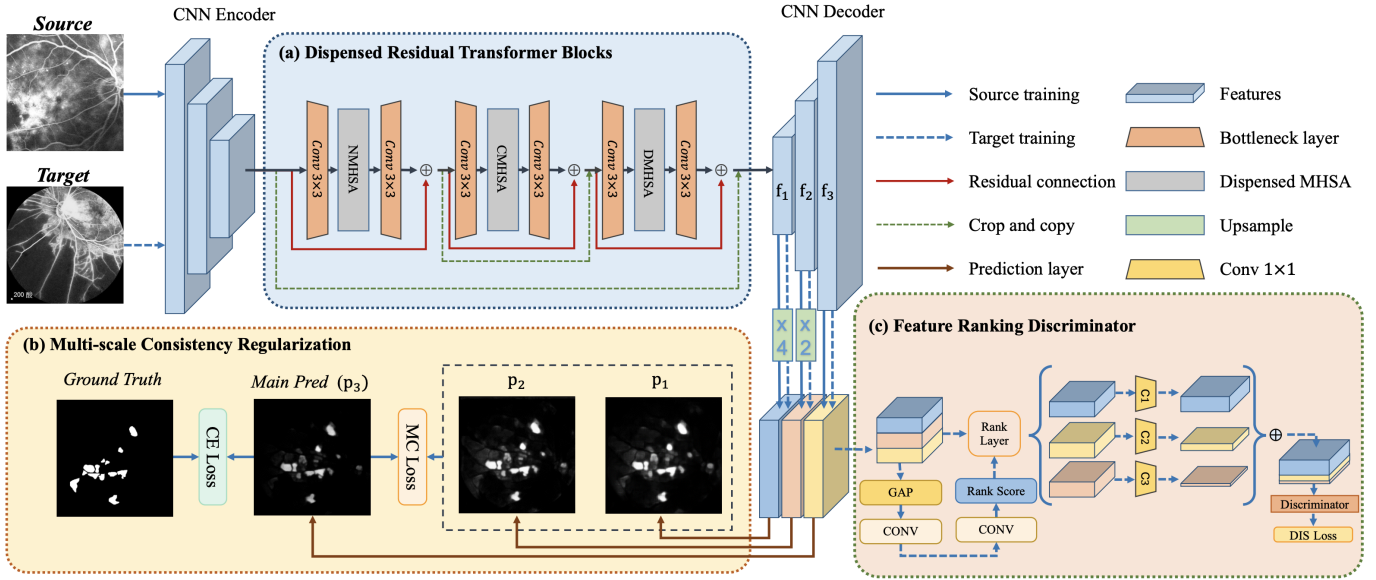 CNN Encoder
CNN Decoder
Source
Target
(a) Dispensed Residual Transformer Blocks
Conv 3×3
NMHSA
Conv 3×3
⊕
Conv 3×3
CMHSA
Conv 3×3
⊕
Conv 3×3
DMHSA
Conv 3×3
⊕
f₁
f₂
f₃
Source training
Features
Target training
Bottleneck layer
Residual connection
Dispensed MHSA
Crop and copy
Upsample
Prediction layer
Conv 1×1
x4
x2
(b) Multi-scale Consistency Regularization
Ground Truth
Main Pred (p₃)
p₂
p₁
CE Loss
MC Loss
(c) Feature Ranking Discriminator
Rank
Layer
GAP
Rank Score
CONV
CONV
C1
C2
C3
⊕
Discriminator
DIS Loss